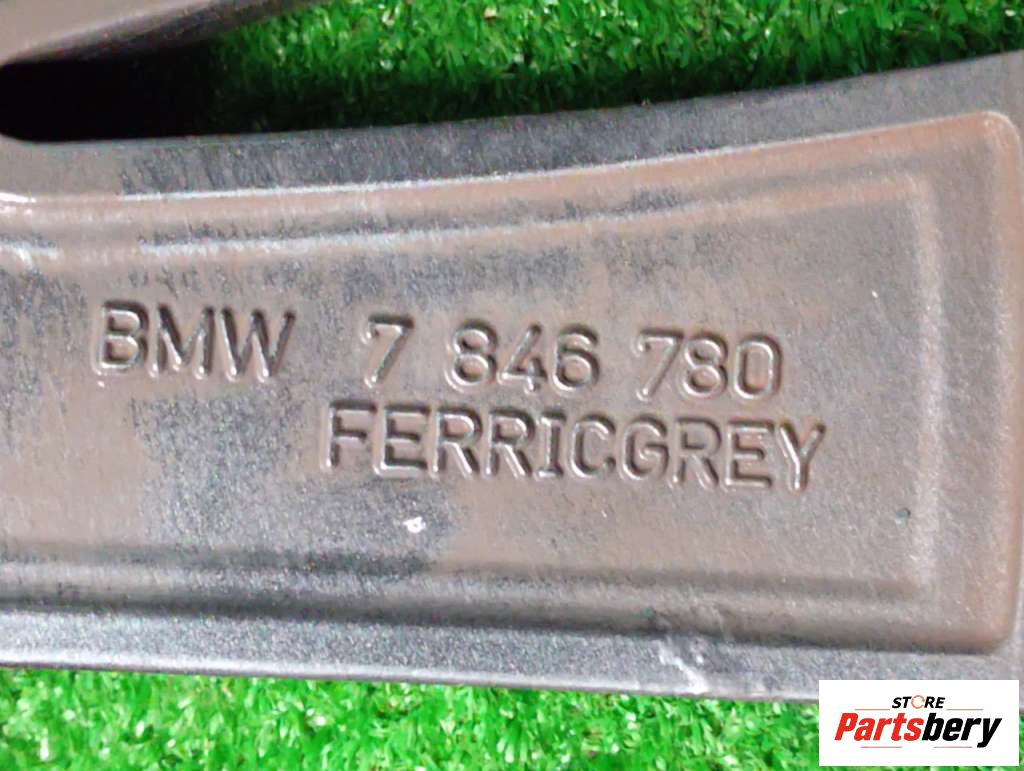 BMW 7 846 780
FERRICGREY
STORE
Partsbery